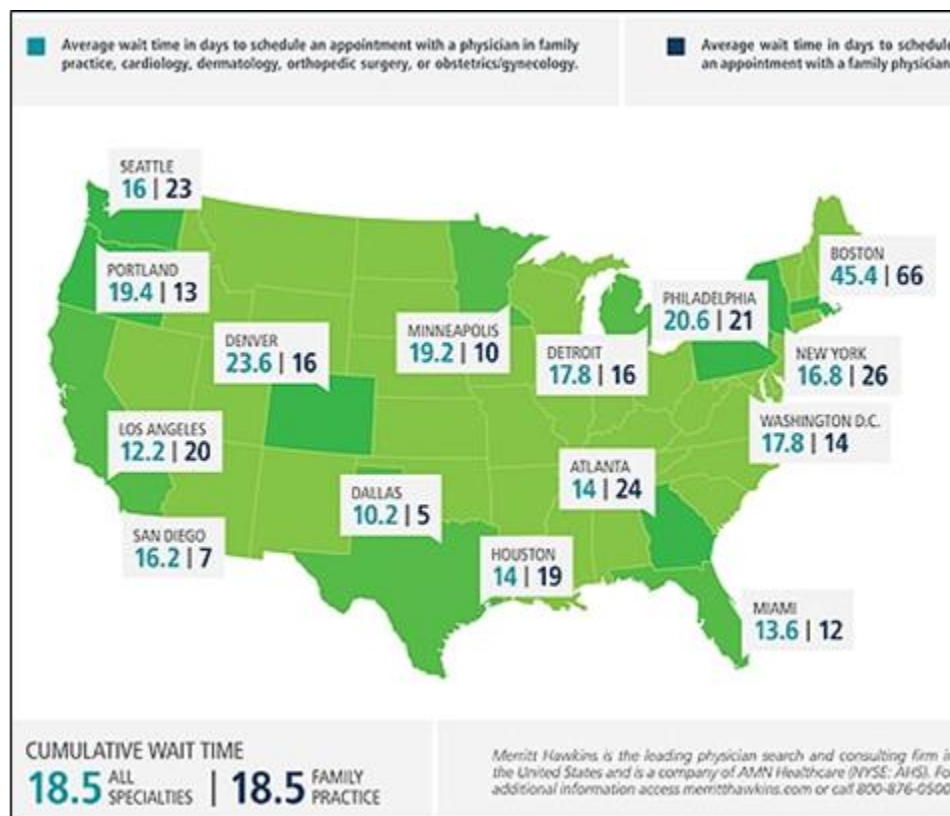 Average wait time in days to schedule an appointment with a physician in family
practice, cardiology, dermatology, orthopedic surgery, or obstetrics/gynecology.
Average wait time in days to schedule
an appointment with a family physician
SEATTLE
16 | 23
PORTLAND
19.4 | 13
DENVER
23.6 | 16
MINNEAPOLIS
19.2 | 10
DETROIT
17.8 | 16
PHILADELPHIA
20.6 | 21
BOSTON
45.4 | 66
NEW YORK
16.8 | 26
WASHINGTON D.C.
17.8 | 14
LOS ANGELES
12.2 | 20
SAN DIEGO
16.2 | 7
DALLAS
10.2 | 5
HOUSTON
14 | 19
ATLANTA
14 | 24
MIAMI
13.6 | 12
CUMULATIVE WAIT TIME
18.5 ALL SPECIALTIES | 18.5 FAMILY PRACTICE
Merritt Hawkins is the leading physician search and consulting firm in
the United States and is a company of AMN Healthcare (NYSE: AHS). Fo
additional information access merritthawkins.com or call 800-876-0500